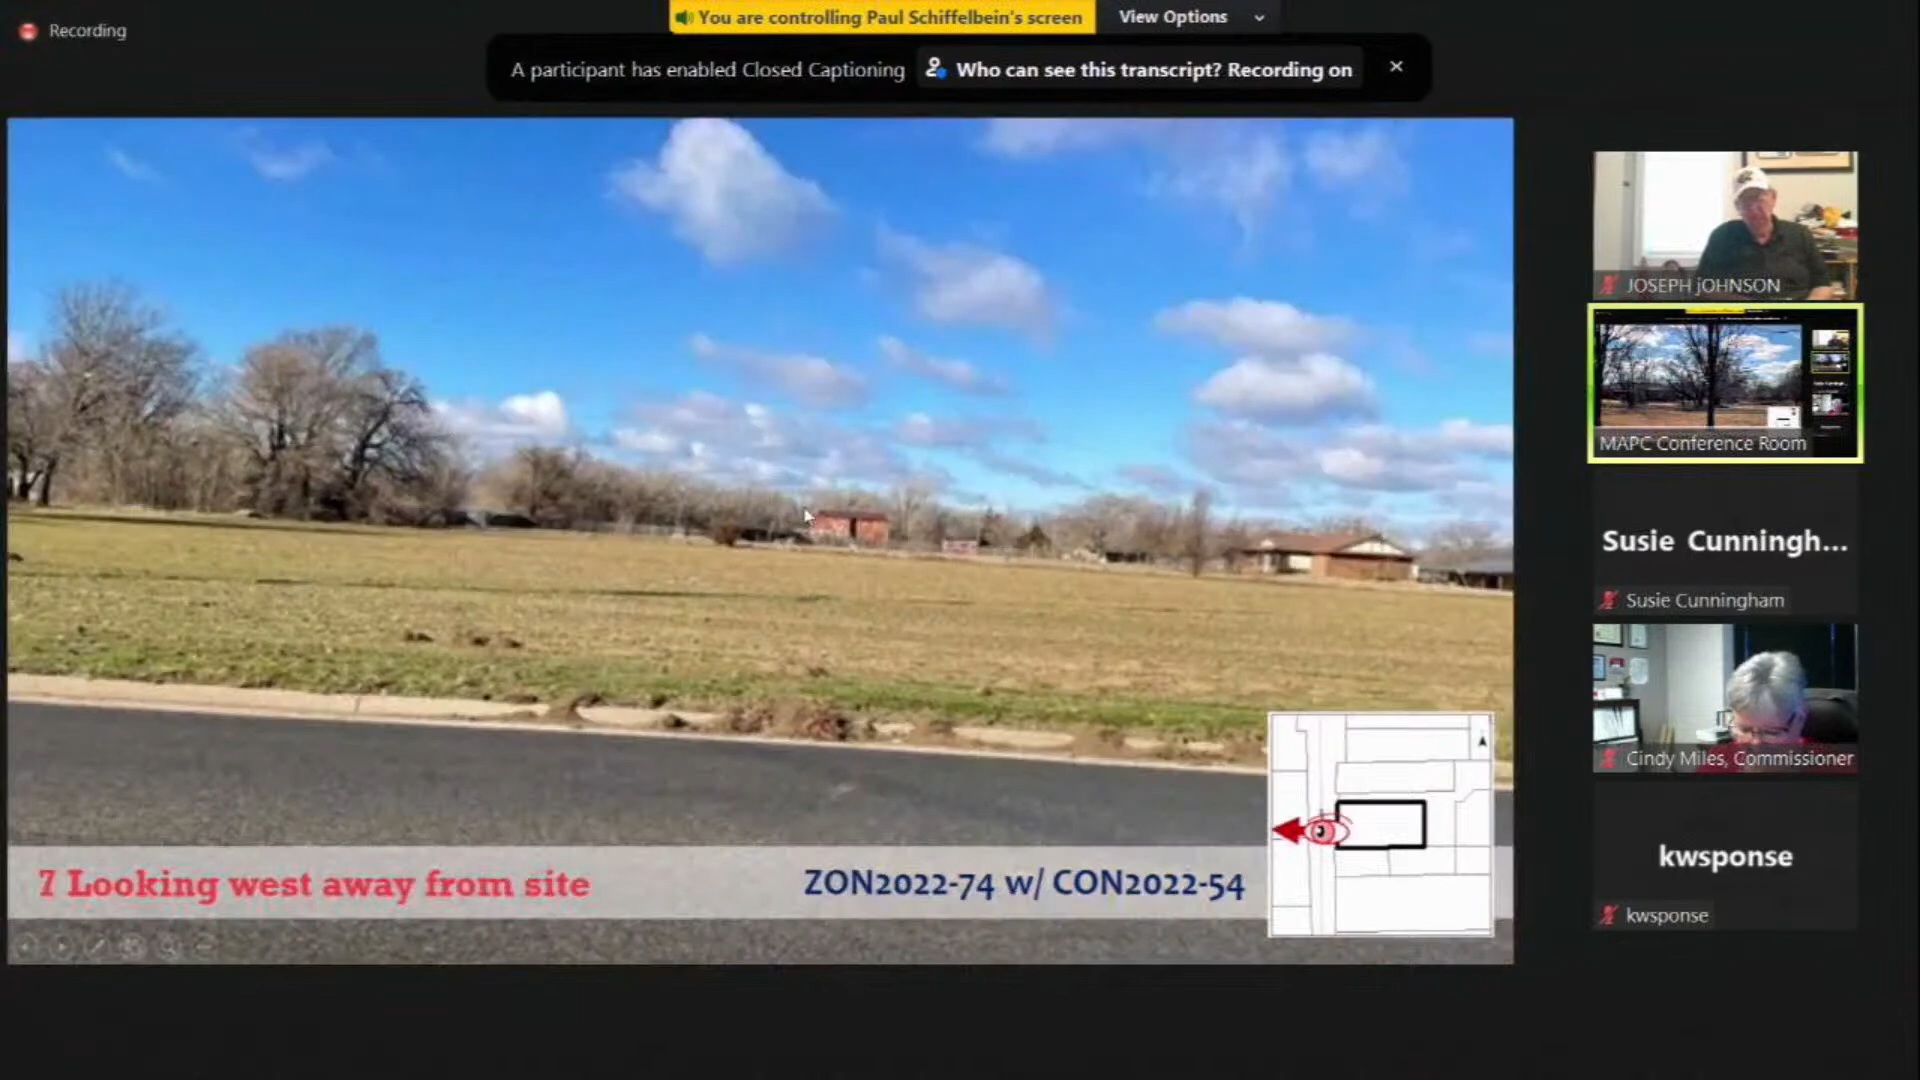 You are controlling Paul Schiffelbein's screen
View Options
Recording
A participant has enabled Closed Captioning
Who can see this transcript? Recording on
JOSEPH jOHNSON
MAPC Conference Room
Susie Cunningh...
Susie Cunningham
Cindy Miles, Commissioner
kwsponse
kwsponse
7 Looking west away from site
ZON2022-74 w/ CON2022-54